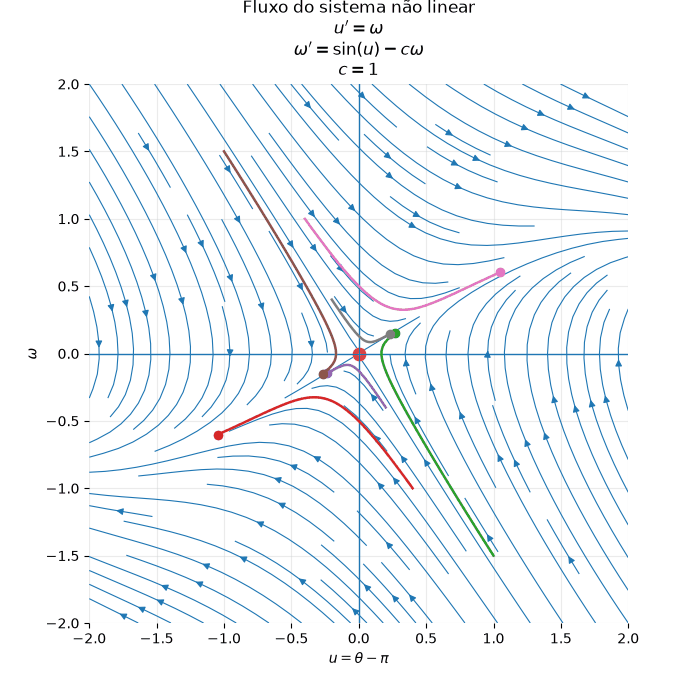 Fluxo do sistema não linear
u′ = ω
ω′ = sin(u) − cω
c = 1
2.0
1.5
1.0
0.5
0.0
−0.5
−1.0
−1.5
−2.0
ω
−2.0 −1.5 −1.0 −0.5 0.0 0.5 1.0 1.5 2.0
u = θ − π